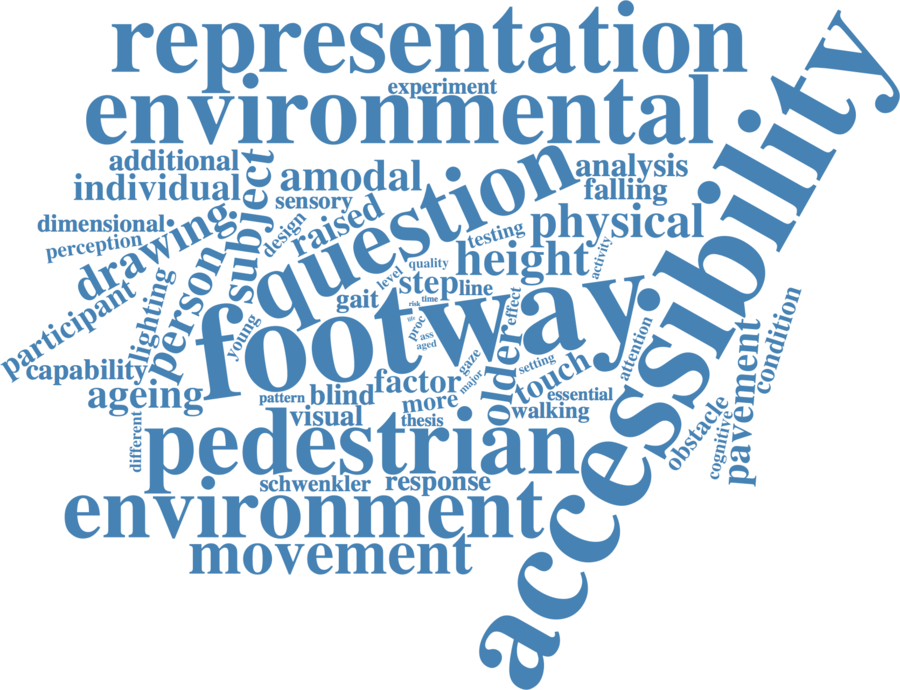 representation
experiment
environmental
accessibility
additional
individual
amodal
sensory
question
analysis
falling
dimensional
perception
drawing
subject
design
raised
testing
physical
activity
participant
lighting
person
quality
level
height
step
line
gait
risk
time
effect
footway
young
life
proc
ass
aged
capability
ageing
factor
gaze
major
setting
older
touch
attention
condition
pavement
pattern
blind
more
essential
visual
thesis
walking
obstacle
cognitive
different
pedestrian
schwenkler
response
environment
movement